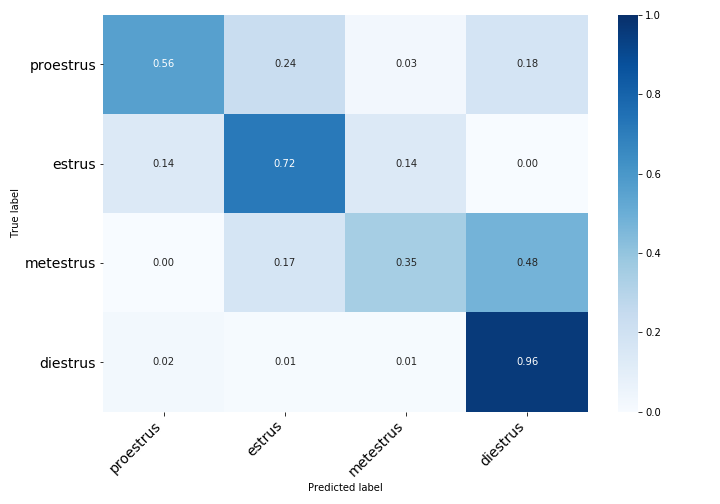 proestrus 0.56 0.24 0.03 0.18
estrus 0.14 0.72 0.14 0.00
metestrus 0.00 0.17 0.35 0.48
diestrus 0.02 0.01 0.01 0.96
True label
proestrus estrus metestrus diestrus
Predicted label
1.0
0.8
0.6
0.4
0.2
0.0